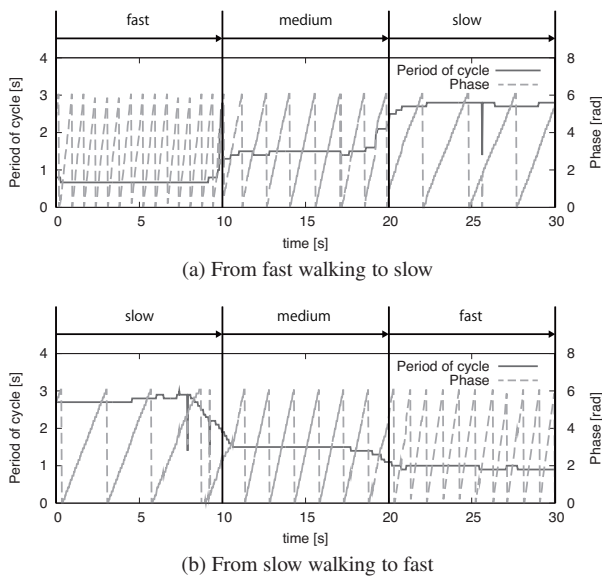 fast medium slow
Period of cycle [s]
4
3
2
1
0
Period of cycle
Phase
8
6
4
2
0
Phase [rad]
0 5 10 15 20 25 30
time [s]
(a) From fast walking to slow
slow medium fast
Period of cycle [s]
4
3
2
1
0
Period of cycle
Phase
8
6
4
2
0
Phase [rad]
0 5 10 15 20 25 30
time [s]
(b) From slow walking to fast